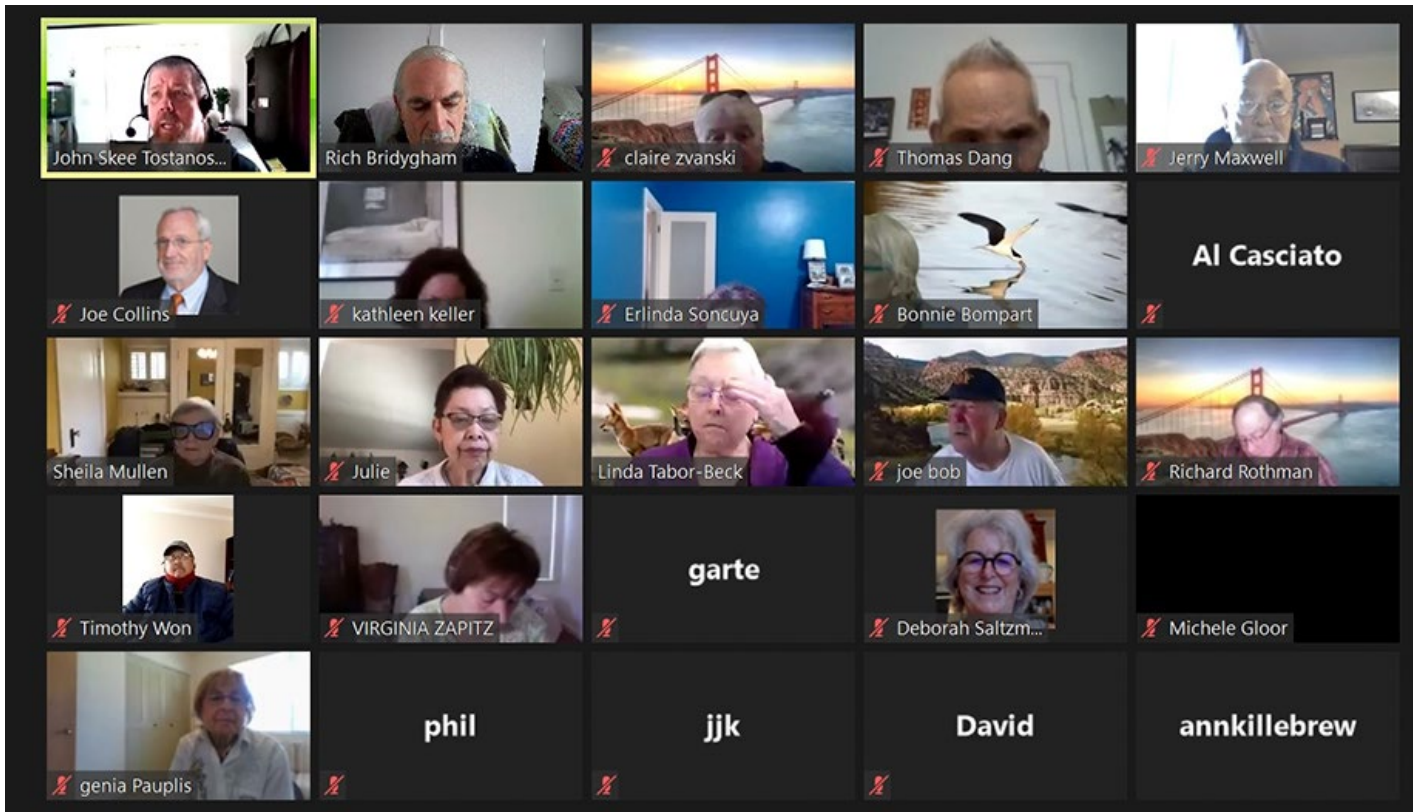 John Skee Tostanos...
Rich Bridygham
claire zvanski
Thomas Dang
Jerry Maxwell
Joe Collins
kathleen keller
Erlinda Soncuya
Bonnie Bompart
Al Casciato
Sheila Mullen
Julie
Linda Tabor-Beck
joe bob
Richard Rothman
Timothy Won
VIRGINIA ZAPITZ
garte
Deborah Saltzm...
Michele Gloor
genia Pauplis
phil
jjk
David
annkillebrew